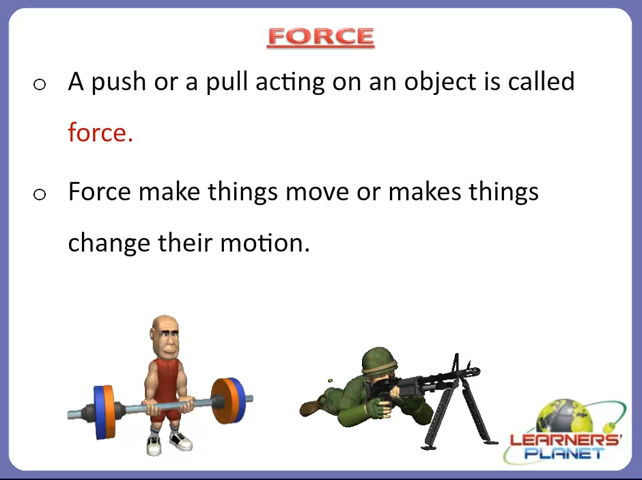 FORCE
o A push or a pull acting on an object is called
force.
o Force make things move or makes things
change their motion.
LEARNERS'
PLANET